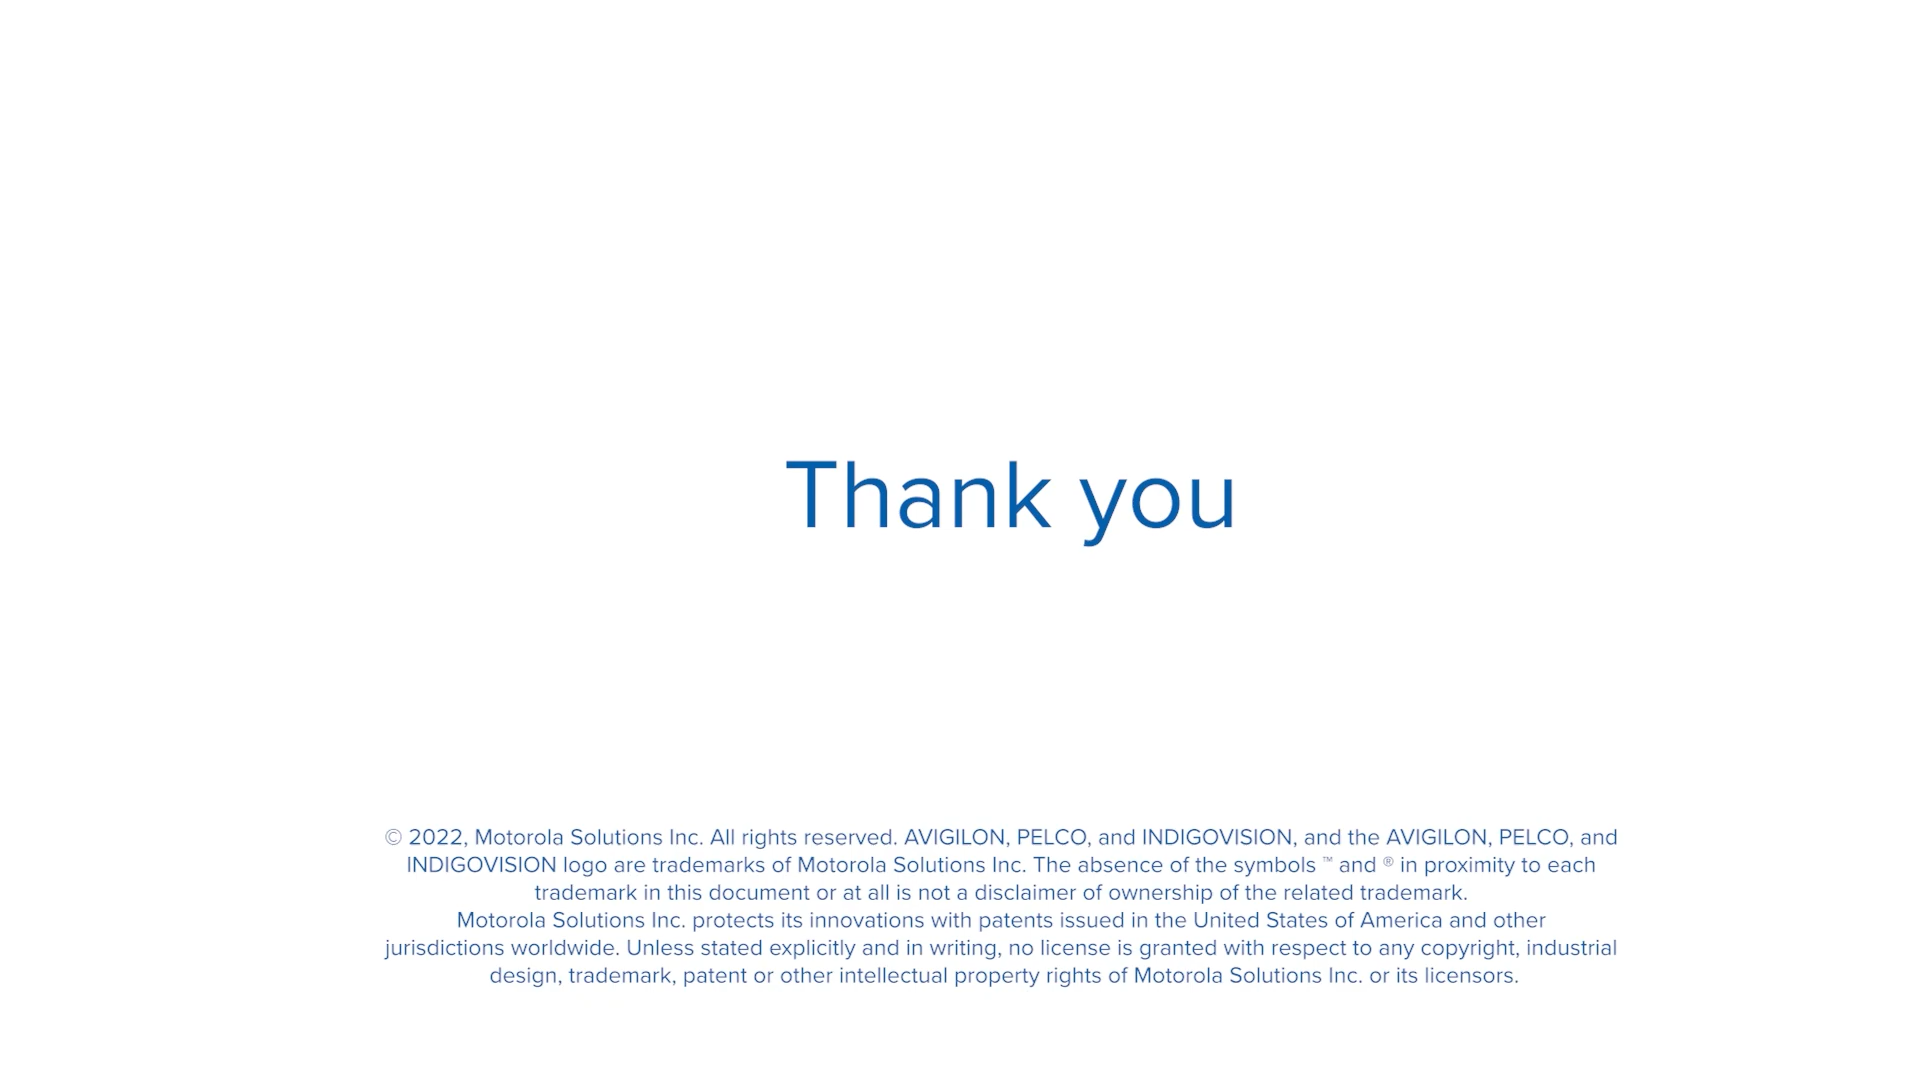 Thank you
© 2022, Motorola Solutions Inc. All rights reserved. AVIGILON, PELCO, and INDIGOVISION, and the AVIGILON, PELCO, and
INDIGOVISION logo are trademarks of Motorola Solutions Inc. The absence of the symbols ™ and ® in proximity to each
trademark in this document or at all is not a disclaimer of ownership of the related trademark.
Motorola Solutions Inc. protects its innovations with patents issued in the United States of America and other
jurisdictions worldwide. Unless stated explicitly and in writing, no license is granted with respect to any copyright, industrial
design, trademark, patent or other intellectual property rights of Motorola Solutions Inc. or its licensors.